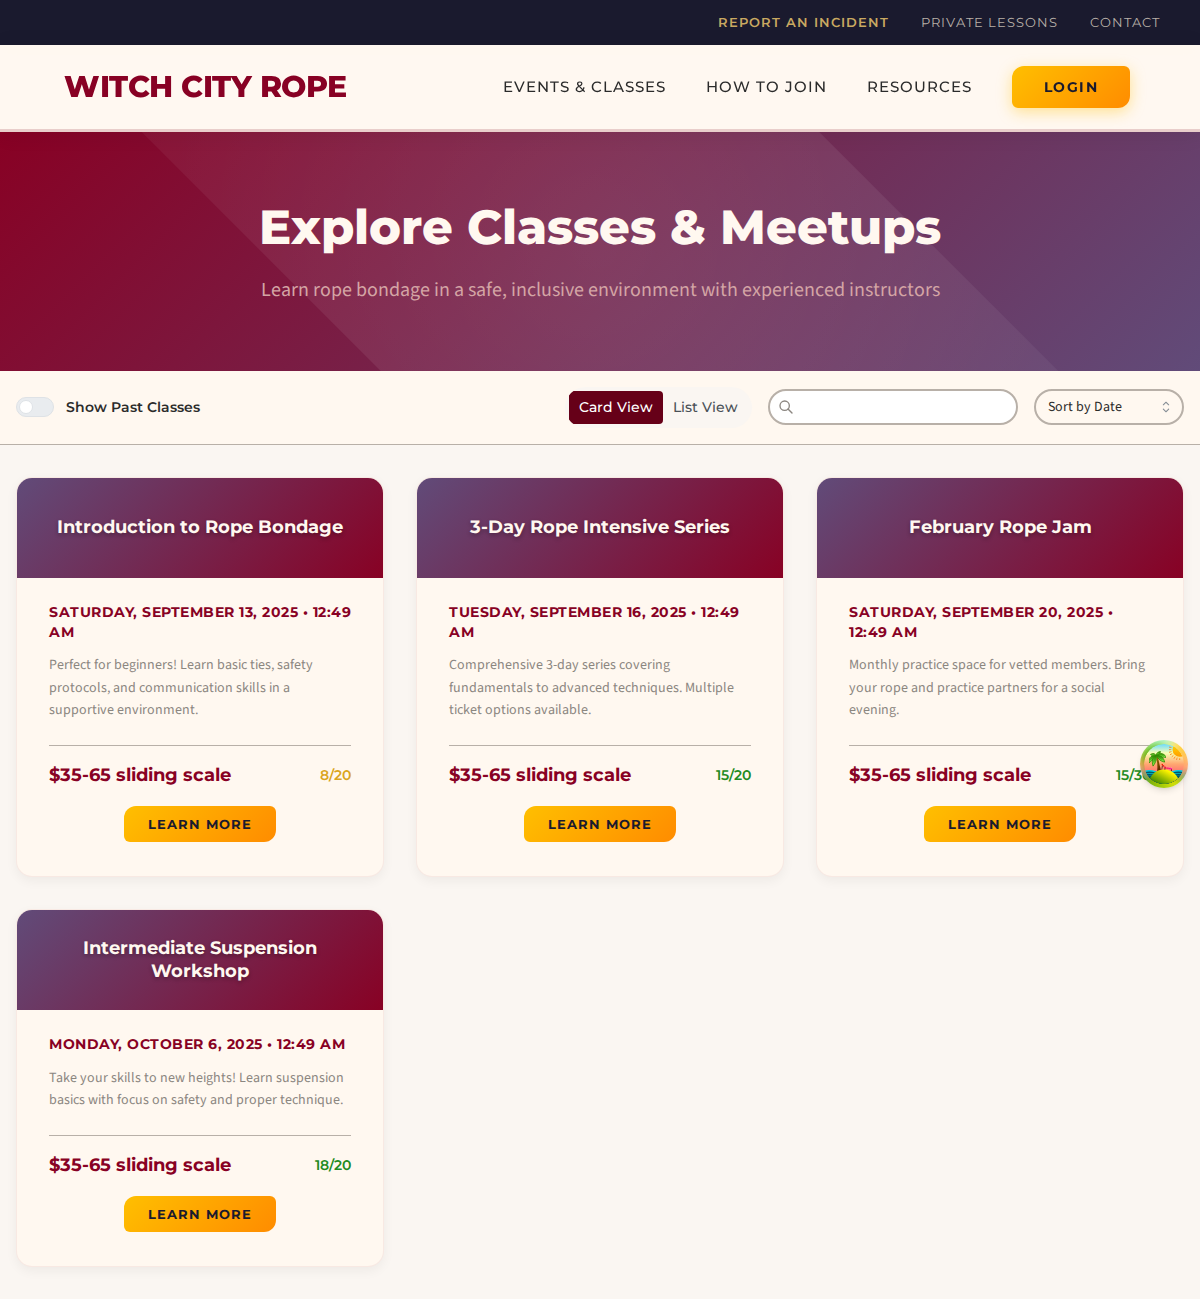 REPORT AN INCIDENT PRIVATE LESSONS CONTACT
WITCH CITY ROPE EVENTS & CLASSES HOW TO JOIN RESOURCES LOGIN
Explore Classes & Meetups
Learn rope bondage in a safe, inclusive environment with experienced instructors
Show Past Classes Card View List View Sort by Date
Introduction to Rope Bondage
SATURDAY, SEPTEMBER 13, 2025 • 12:49
AM
Perfect for beginners! Learn basic ties, safety
protocols, and communication skills in a
supportive environment.
$35-65 sliding scale 8/20
LEARN MORE
3-Day Rope Intensive Series
TUESDAY, SEPTEMBER 16, 2025 • 12:49
AM
Comprehensive 3-day series covering
fundamentals to advanced techniques. Multiple
ticket options available.
$35-65 sliding scale 15/20
LEARN MORE
February Rope Jam
SATURDAY, SEPTEMBER 20, 2025 •
12:49 AM
Monthly practice space for vetted members. Bring
your rope and practice partners for a social
evening.
$35-65 sliding scale
LEARN MORE
Intermediate Suspension
Workshop
MONDAY, OCTOBER 6, 2025 • 12:49 AM
Take your skills to new heights! Learn suspension
basics with focus on safety and proper technique.
$35-65 sliding scale 18/20
LEARN MORE